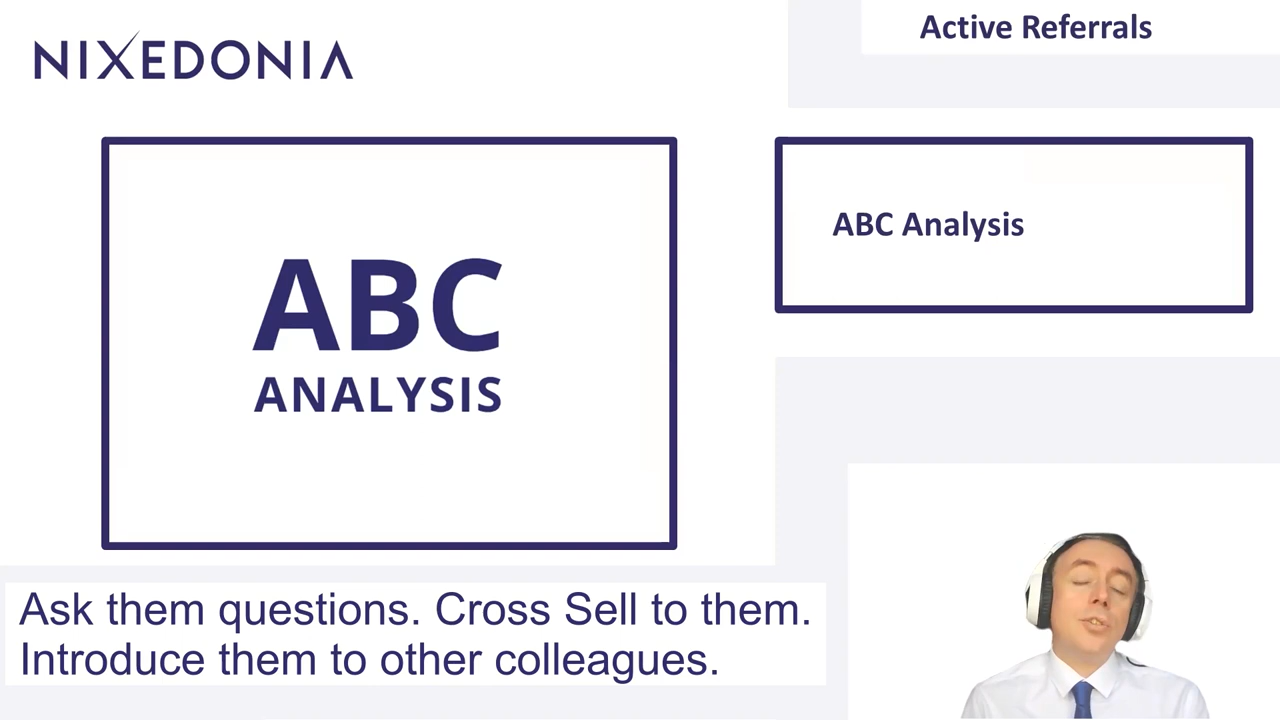 NIXEDONIA
Active Referrals
ABC
ANALYSIS
ABC Analysis
Ask them questions. Cross Sell to them.
Introduce them to other colleagues.